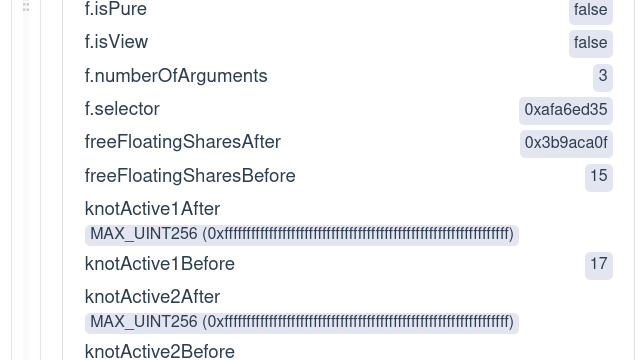 f.isPure false
f.isView false
f.numberOfArguments 3
f.selector 0xafa6ed35
freeFloatingSharesAfter 0x3b9aca0f
freeFloatingSharesBefore 15
knotActive1After
MAX_UINT256 (0xffffffffffffffffffffffffffffffffffffffffffffffffffffffffffffffff)
knotActive1Before 17
knotActive2After
MAX_UINT256 (0xffffffffffffffffffffffffffffffffffffffffffffffffffffffffffffffff)
knotActive2Before